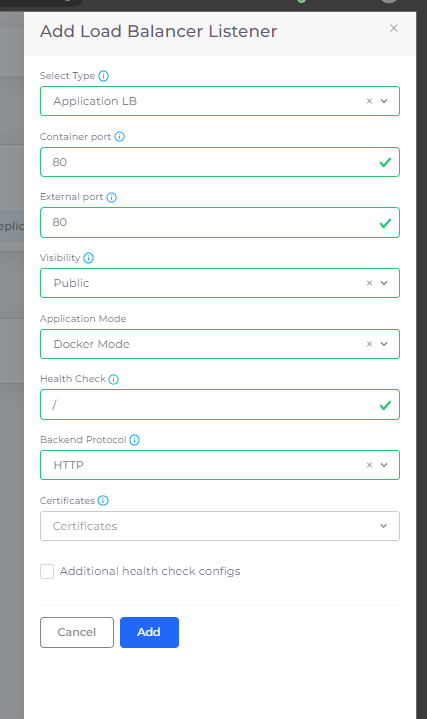 Add Load Balancer Listener
Select Type
Application LB
Container port
80
External port
80
Visibility
Public
Application Mode
Docker Mode
Health Check
/
Backend Protocol
HTTP
Certificates
Certificates
Additional health check configs
Cancel
Add